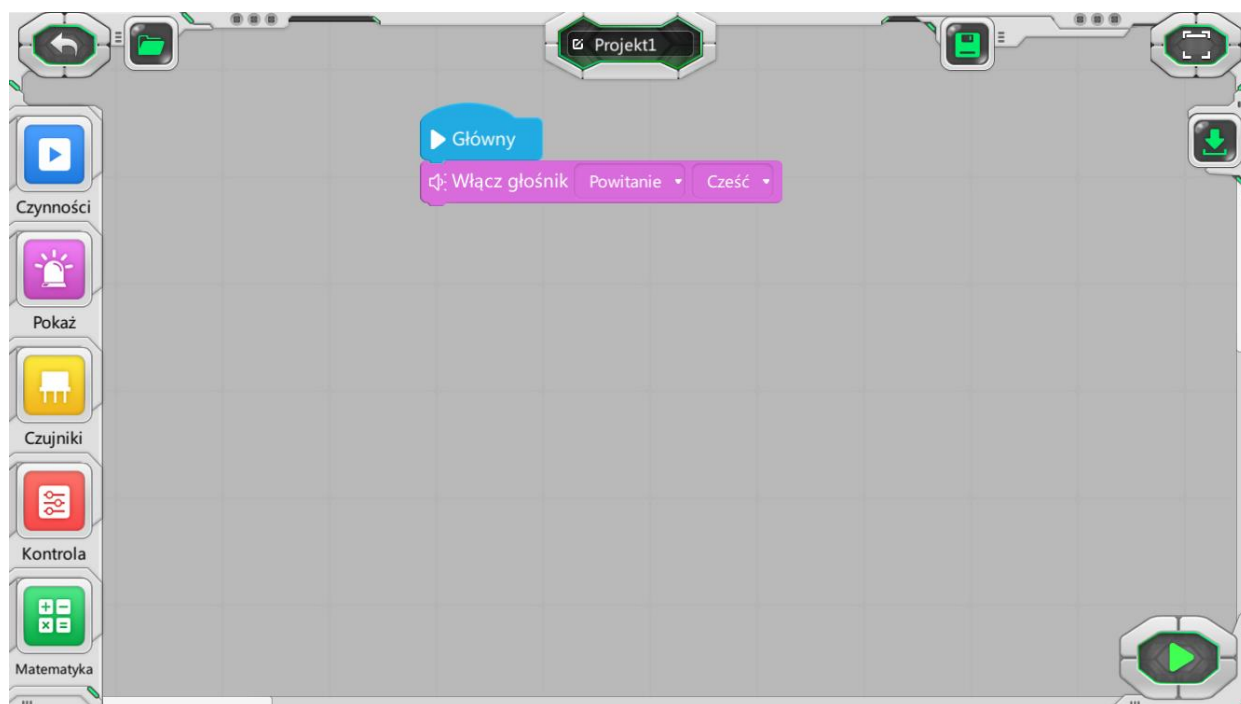 Projekt1
Główny
Włącz głośnik Powitanie Cześć
Czynności
Pokaż
Czujniki
Kontrola
Matematyka